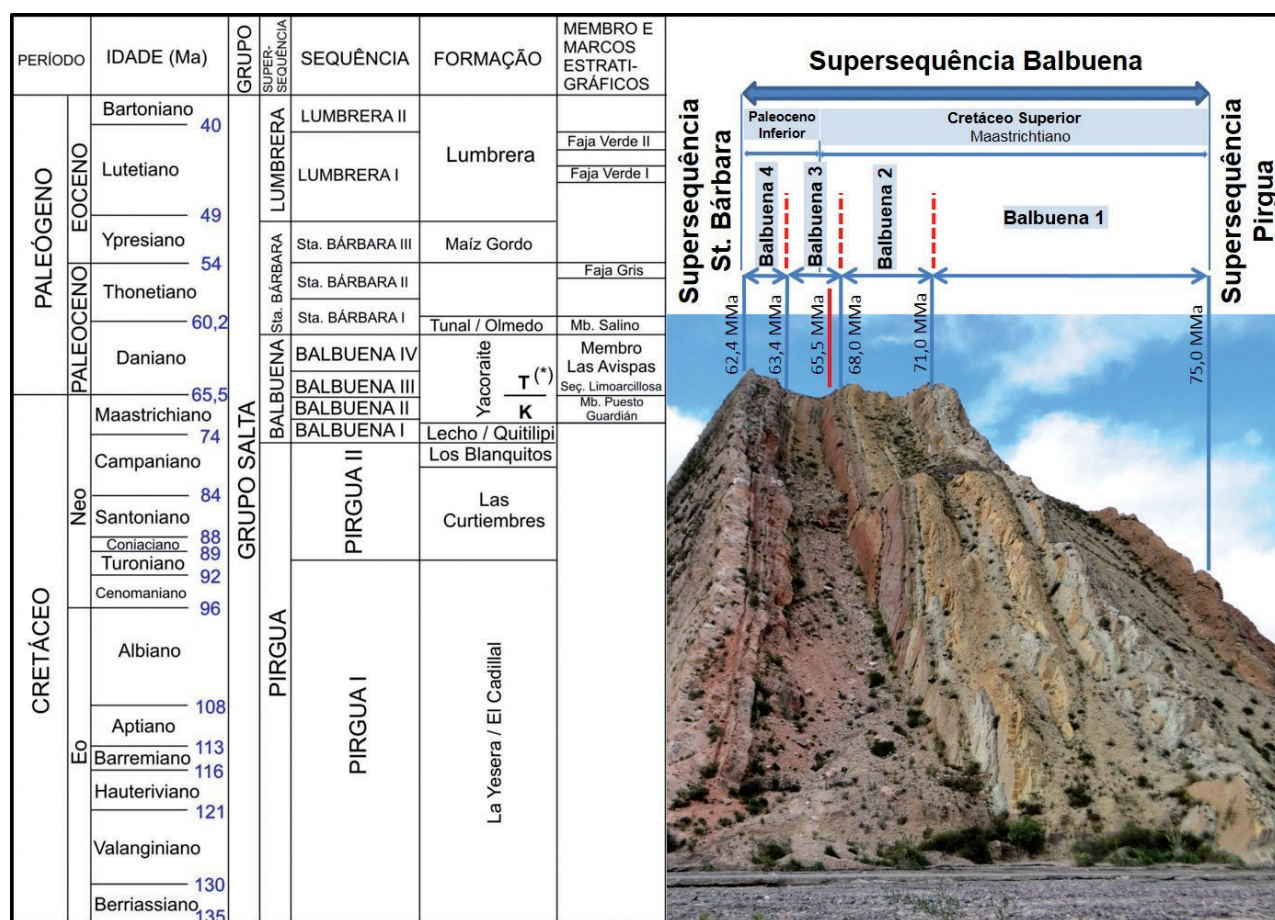 PERÍODO
IDADE (Ma)
GRUPO
SUPER-
SEQUÊNCIA
SEQUÊNCIA
FORMAÇÃO
MEMBRO E
MARCOS
ESTRATI-
GRÁFICOS
PALEÓGENO
EOCENO
PALEOCENO
CRETÁCEO
Neo
Eo
Bartoniano
40
Lutetiano
49
Ypresiano
54
Thonetiano
60,2
Daniano
65,5
Maastrichiano
74
Campaniano
84
Santoniano
88
Coniaciano
89
Turoniano
92
Cenomaniano
96
Albiano
108
Aptiano
113
Barremiano
116
Hauteriviano
121
Valanginiano
130
Berriassiano
135
GRUPO SALTA
LUMBRERA
Sta. BÁRBARA
BALBUENA
PIRGUA
LUMBRERA II
LUMBRERA I
Sta. BÁRBARA III
Sta. BÁRBARA II
Sta. BÁRBARA I
BALBUENA IV
BALBUENA III
BALBUENA II
BALBUENA I
PIRGUA II
PIRGUA I
Lumbrera
Maíz Gordo
Tunal / Olmedo
Yacoraite
T (*)
K
Lecho / Quitilipi
Los Blanquitos
Las
Curtiembres
La Yesera / El Cadillal
Faja Verde II
Faja Verde I
Faja Gris
Mb. Salino
Membro
Las Avispas
Seç. Limoarcillosa
Mb. Puesto
Guardián
Supersequência Balbuena
Supersequência
St. Bárbara
Paleoceno
Inferior
Cretáceo Superior
Maastrichtiano
Balbuena 4
Balbuena 3
Balbuena 2
Balbuena 1
Supersequência
Pirgua
62,4 MMa
63,4 MMa
65,5 MMa
68,0 MMa
71,0 MMa
75,0 MMa